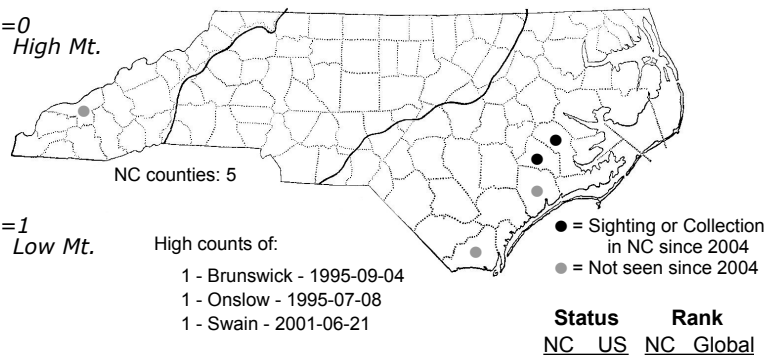 =0
High Mt.
NC counties: 5
=1
Low Mt.
High counts of:
1 - Brunswick - 1995-09-04
1 - Onslow - 1995-07-08
1 - Swain - 2001-06-21
= Sighting or Collection
in NC since 2004
= Not seen since 2004
Status Rank
NC US NC Global